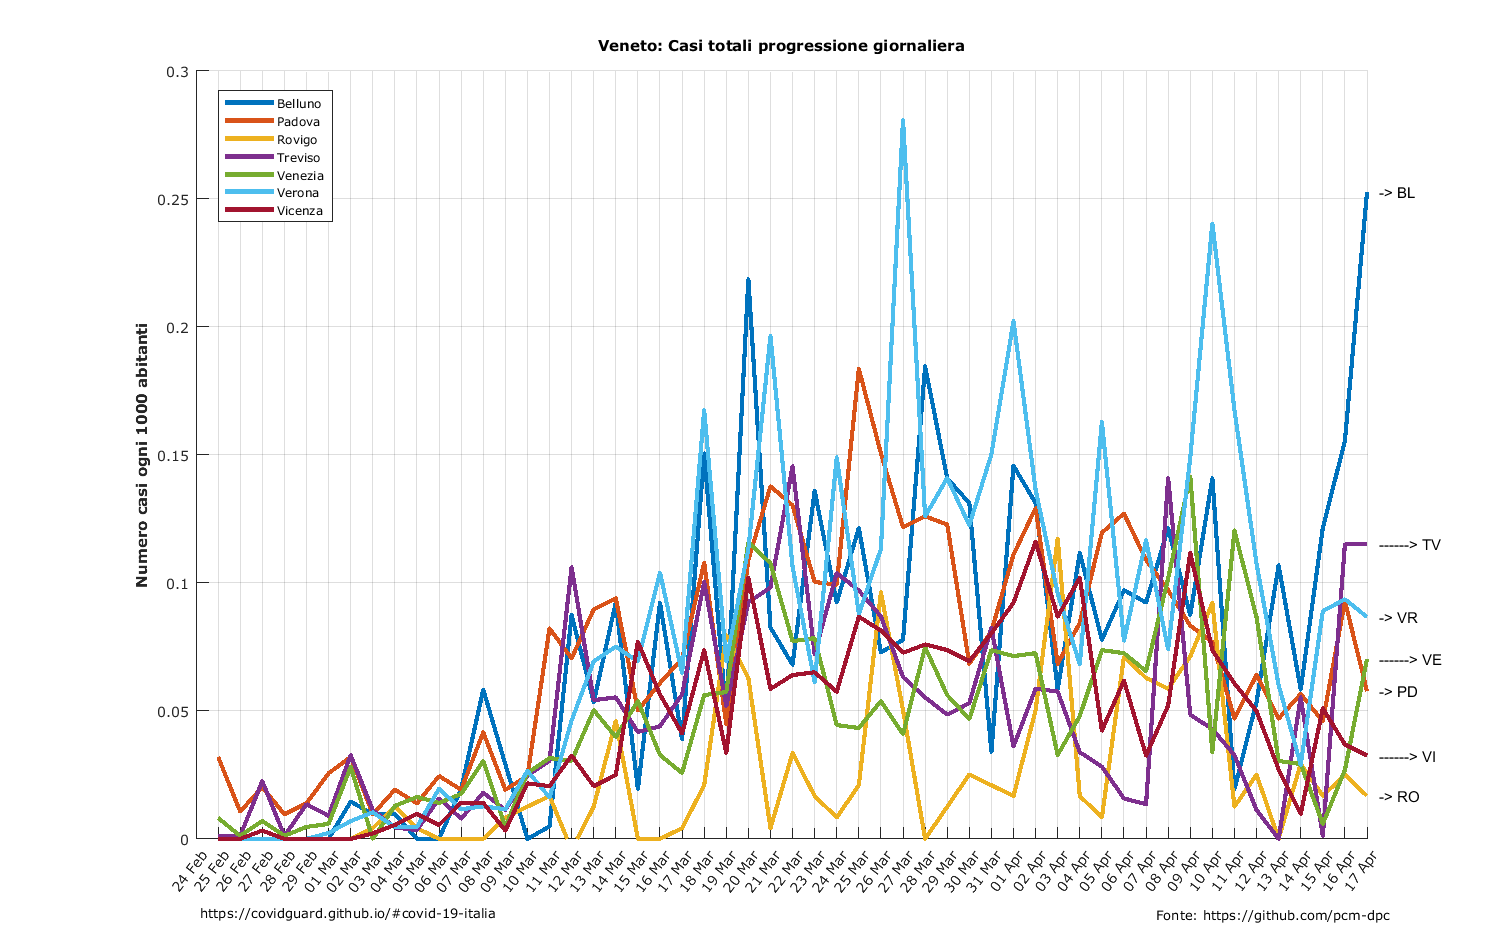 Veneto: Casi totali progressione giornaliera
Numero casi ogni 1000 abitanti
0.3
0.25
0.2
0.15
0.1
0.05
0
Belluno
Padova
Rovigo
Treviso
Venezia
Verona
Vicenza
-> BL
------> TV
-> VR
------> VE
-> PD
------> VI
-> RO
24 Feb
25 Feb
26 Feb
27 Feb
28 Feb
29 Feb
01 Mar
02 Mar
03 Mar
04 Mar
05 Mar
06 Mar
07 Mar
08 Mar
09 Mar
10 Mar
11 Mar
12 Mar
13 Mar
14 Mar
15 Mar
16 Mar
17 Mar
18 Mar
19 Mar
20 Mar
21 Mar
22 Mar
23 Mar
24 Mar
25 Mar
26 Mar
27 Mar
28 Mar
29 Mar
30 Mar
31 Mar
01 Apr
02 Apr
03 Apr
04 Apr
05 Apr
06 Apr
07 Apr
08 Apr
09 Apr
10 Apr
11 Apr
12 Apr
13 Apr
14 Apr
15 Apr
16 Apr
17 Apr
https://covidguard.github.io/#covid-19-italia
Fonte: https://github.com/pcm-dpc